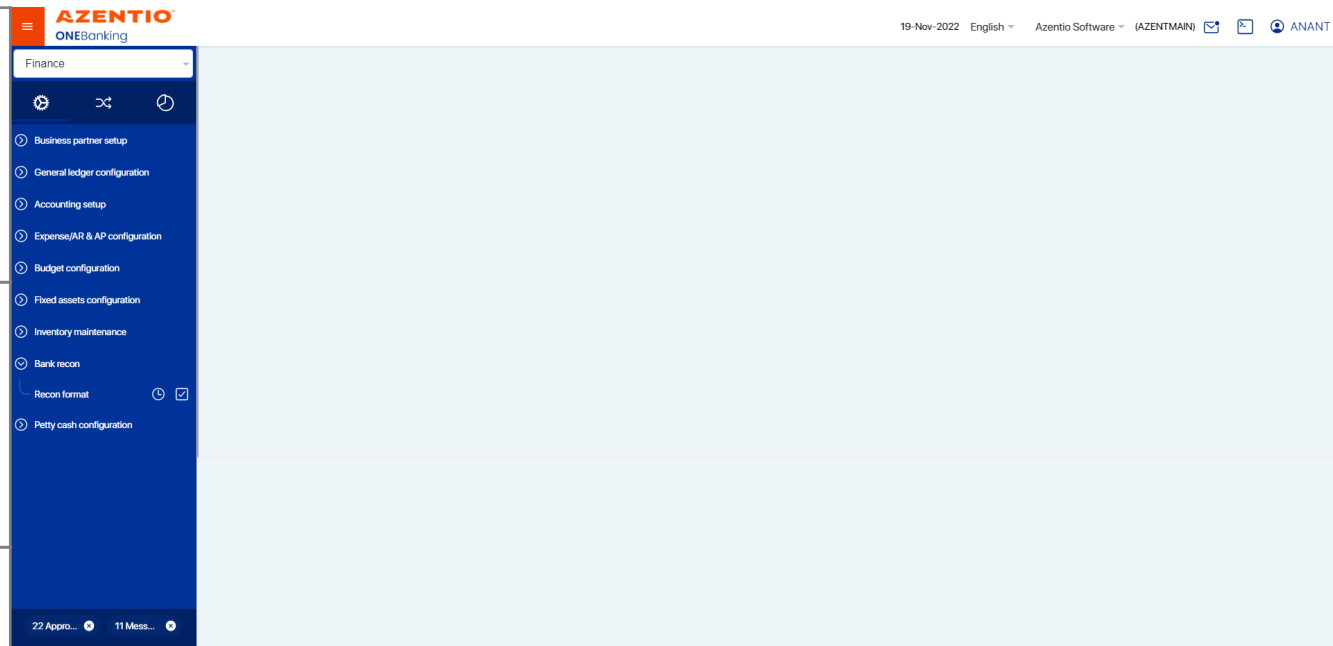 AZENTIO™
ONEBanking
19-Nov-2022 English Azentio Software (AZENTMAIN) ANANT
Finance
Business partner setup
General ledger configuration
Accounting setup
Expense/AR & AP configuration
Budget configuration
Fixed assets configuration
Inventory maintenance
Bank recon
Recon format
Petty cash configuration
22 Appro... 11 Mess...